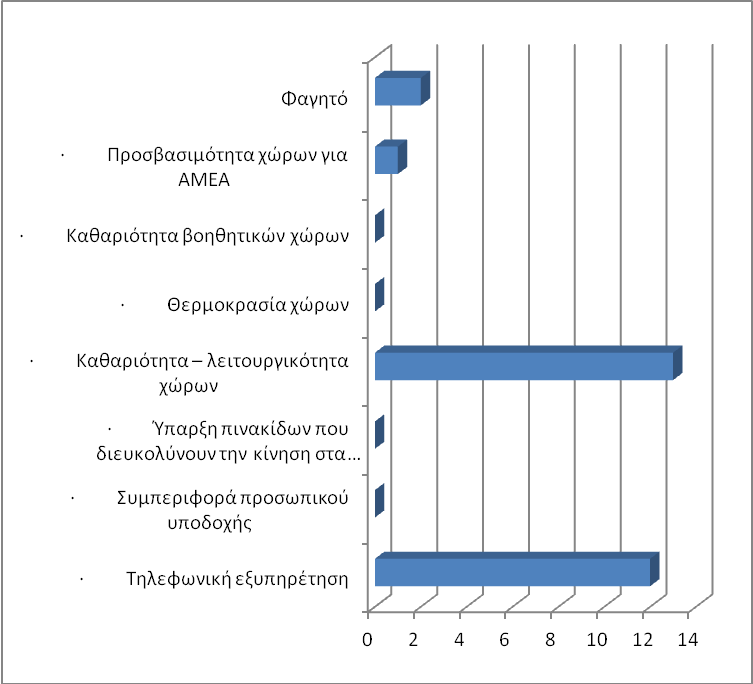 Φαγητό
· Προσβασιμότητα χώρων για
ΑΜΕΑ
· Καθαριότητα βοηθητικών χώρων
· Θερμοκρασία χώρων
· Καθαριότητα – λειτουργικότητα
χώρων
· Ύπαρξη πινακίδων που
διευκολύνουν την κίνηση στα...
· Συμπεριφορά προσωπικού
υποδοχής
· Τηλεφωνική εξυπηρέτηση
0 2 4 6 8 10 12 14